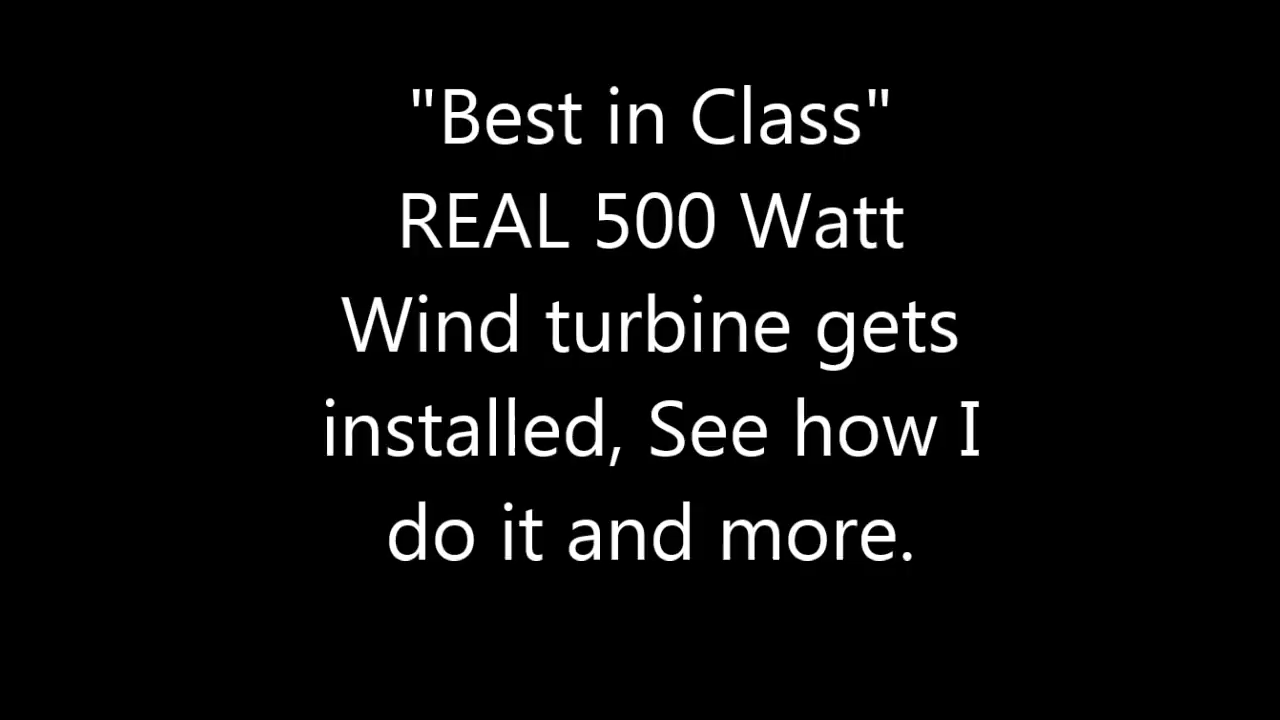 "Best in Class"
REAL 500 Watt
Wind turbine gets
installed, See how I
do it and more.